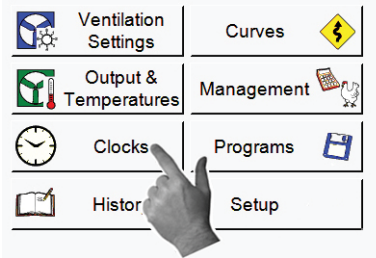 Ventilation
Settings
Curves
Output &
Temperatures
Management
Clocks
Programs
Histor
Setup